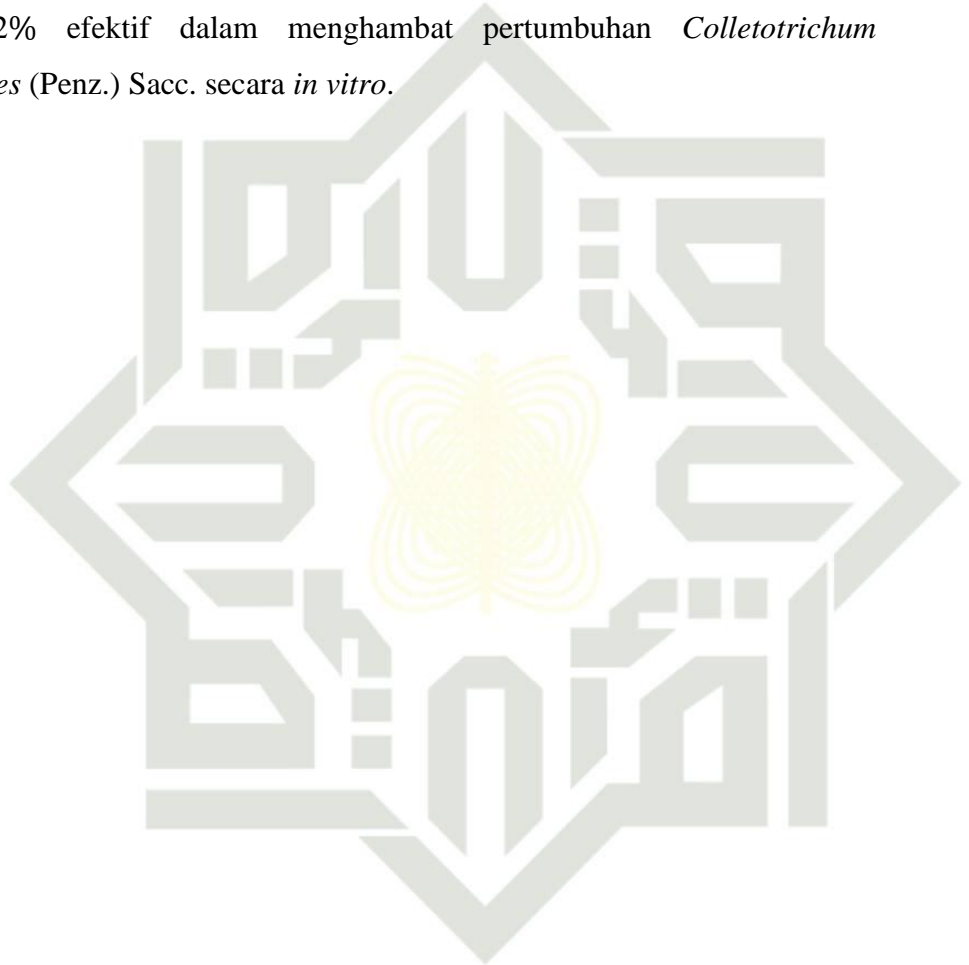 2% efektif dalam menghambat pertumbuhan Colletotrichum
es (Penz.) Sacc. secara in vitro.